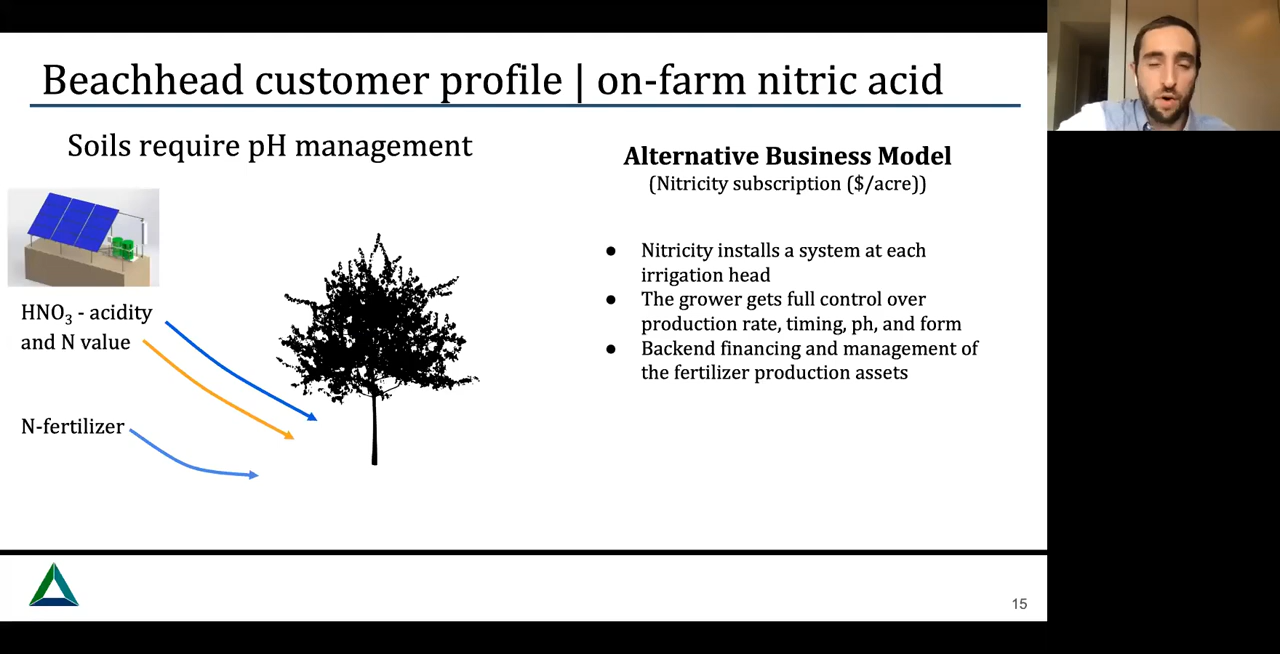 Beachhead customer profile | on-farm nitric acid
Soils require pH management
HNO₃ - acidity
and N value
N-fertilizer
Alternative Business Model
(Nitricity subscription ($/acre))
● Nitricity installs a system at each
irrigation head
● The grower gets full control over
production rate, timing, ph, and form
● Backend financing and management of
the fertilizer production assets
15